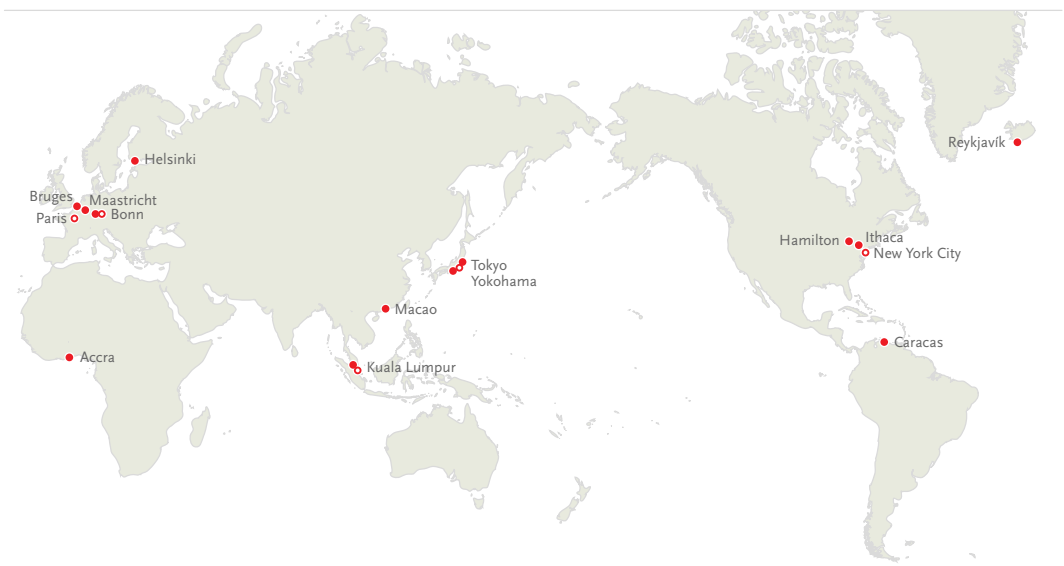 Reykjavík
Helsinki
Bruges
Maastricht
Paris
Bonn
Hamilton
Ithaca
New York City
Tokyo
Yokohama
Macao
Caracas
Accra
Kuala Lumpur